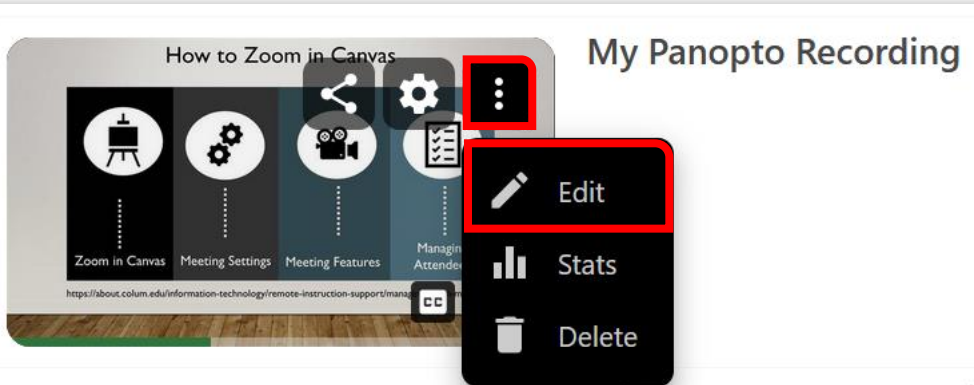 My Panopto Recording
How to Zoom in Canvas
Zoom in Canvas
Meeting Settings
Meeting Features
https://about.colum.edu/information-technology/remote-instruction-support/
CC
Edit
Stats
Delete